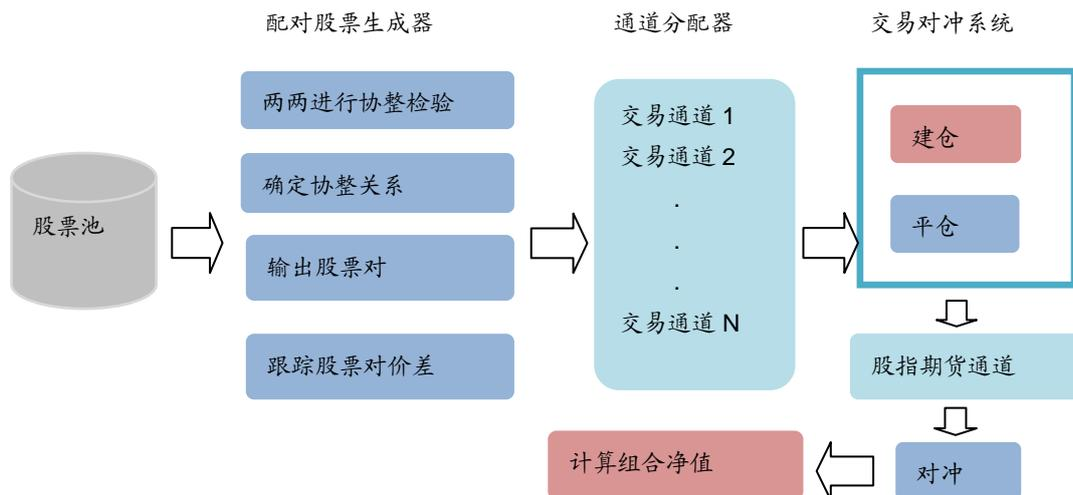 配对股票生成器
通道分配器
交易对冲系统
股票池
两两进行协整检验
确定协整关系
输出股票对
跟踪股票对价差
交易通道 1
交易通道 2
.
.
.
交易通道 N
建仓
平仓
股指期货通道
对冲
计算组合净值